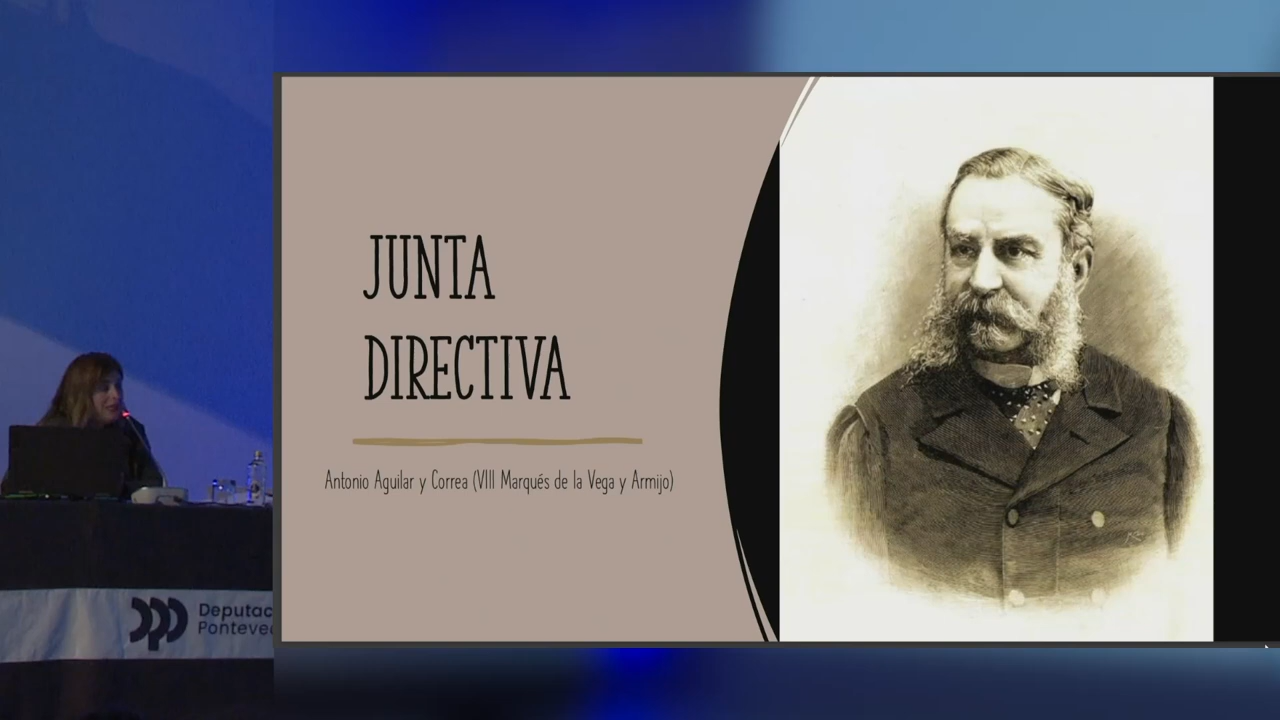 JUNTA
DIRECTIVA
Antonio Aguilar y Correa (VIII Marqués de la Vega y Armijo)
Deputac
Ponteve